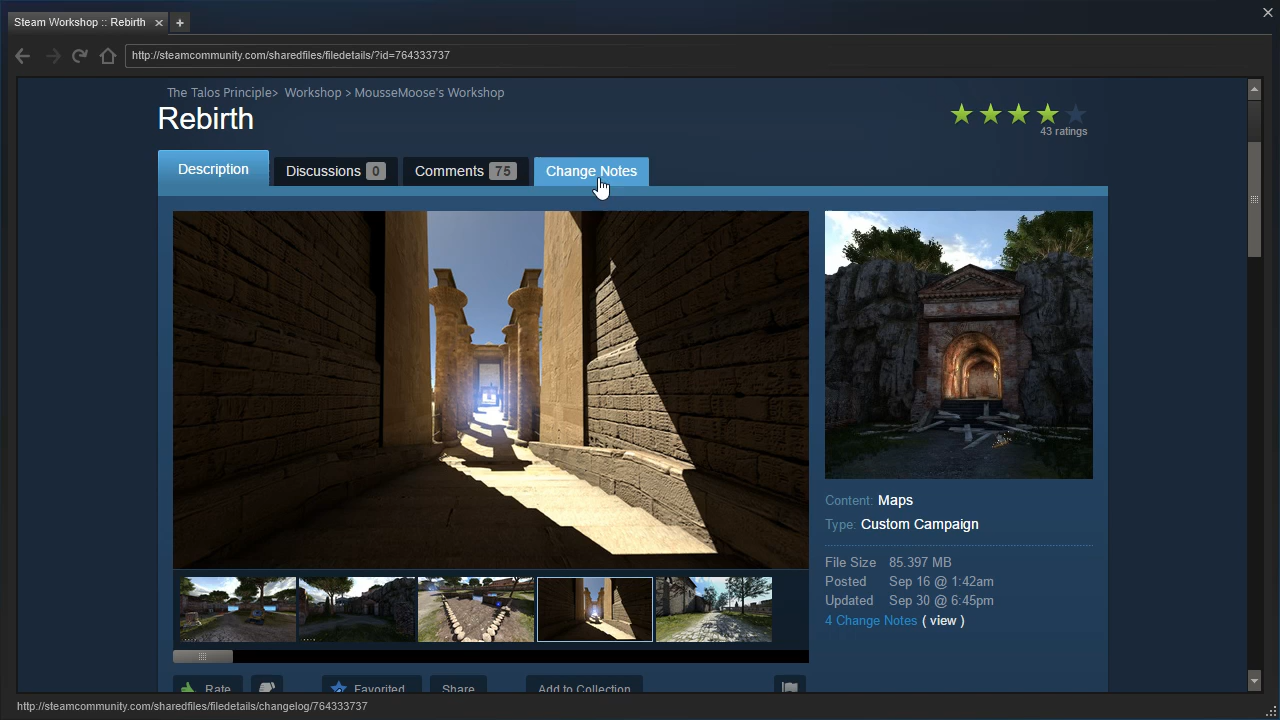 Steam Workshop :: Rebirth
http://steamcommunity.com/sharedfiles/filedetails/?id=764333737
The Talos Principle> Workshop > MousseMoose's Workshop
Rebirth
43 ratings
Description
Discussions 0
Comments 75
Change Notes
Content: Maps
Type: Custom Campaign
File Size 85.397 MB
Posted Sep 16 @ 1:42am
Updated Sep 30 @ 6:45pm
4 Change Notes ( view )
Rate
Favorited
Share
Add to Collection
http://steamcommunity.com/sharedfiles/filedetails/changelog/764333737